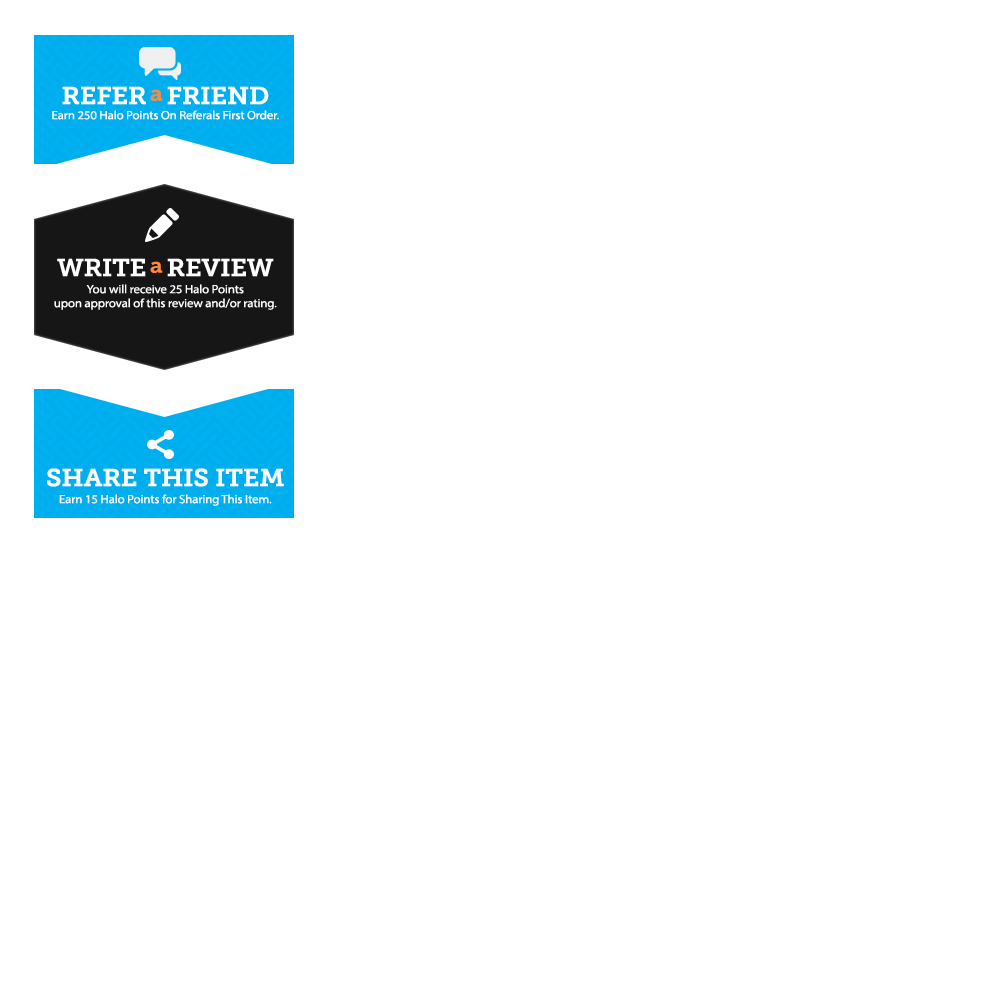 REFER a FRIEND
Earn 250 Halo Points On Referals First Order.
WRITE a REVIEW
You will receive 25 Halo Points
upon approval of this review and/or rating.
SHARE THIS ITEM
Earn 15 Halo Points for Sharing This Item.